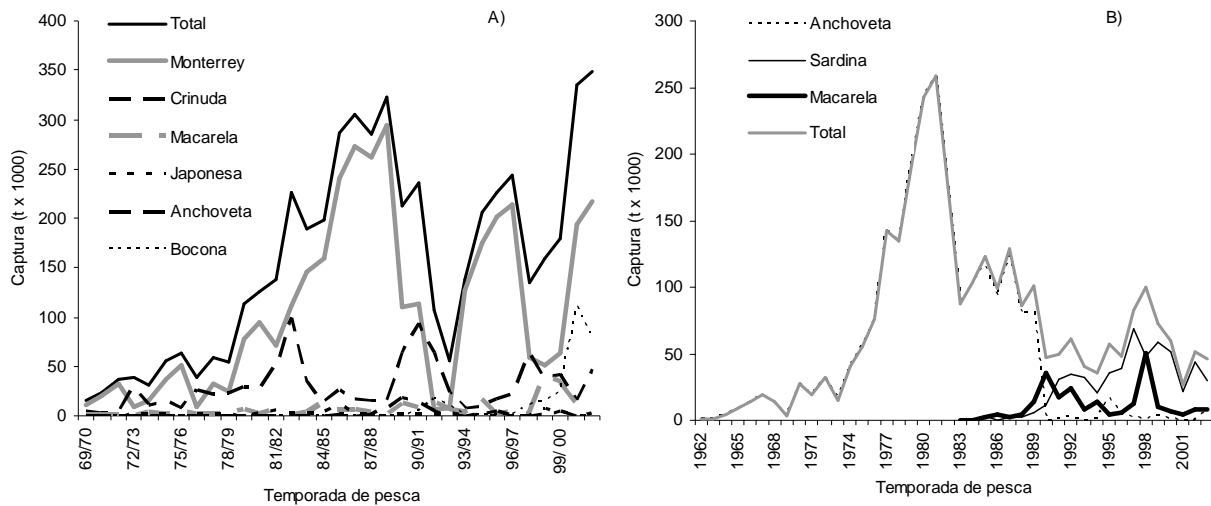 A)
Captura (t x 1000)
400
350
300
250
200
150
100
50
0
Total
Monterrey
Crinuda
Macarela
Japonesa
Anchoveta
Bocona
69/70
72/73
75/76
78/79
81/82
84/85
87/88
90/91
93/94
96/97
99/ 00
Temporada de pesca
B)
Captura (t x 1000)
300
250
200
150
100
50
0
Anchoveta
Sardina
Macarela
Total
1962
1965
1968
1971
1974
1977
1980
1983
1986
1989
1992
1995
1998
2001
Temporada de pesca